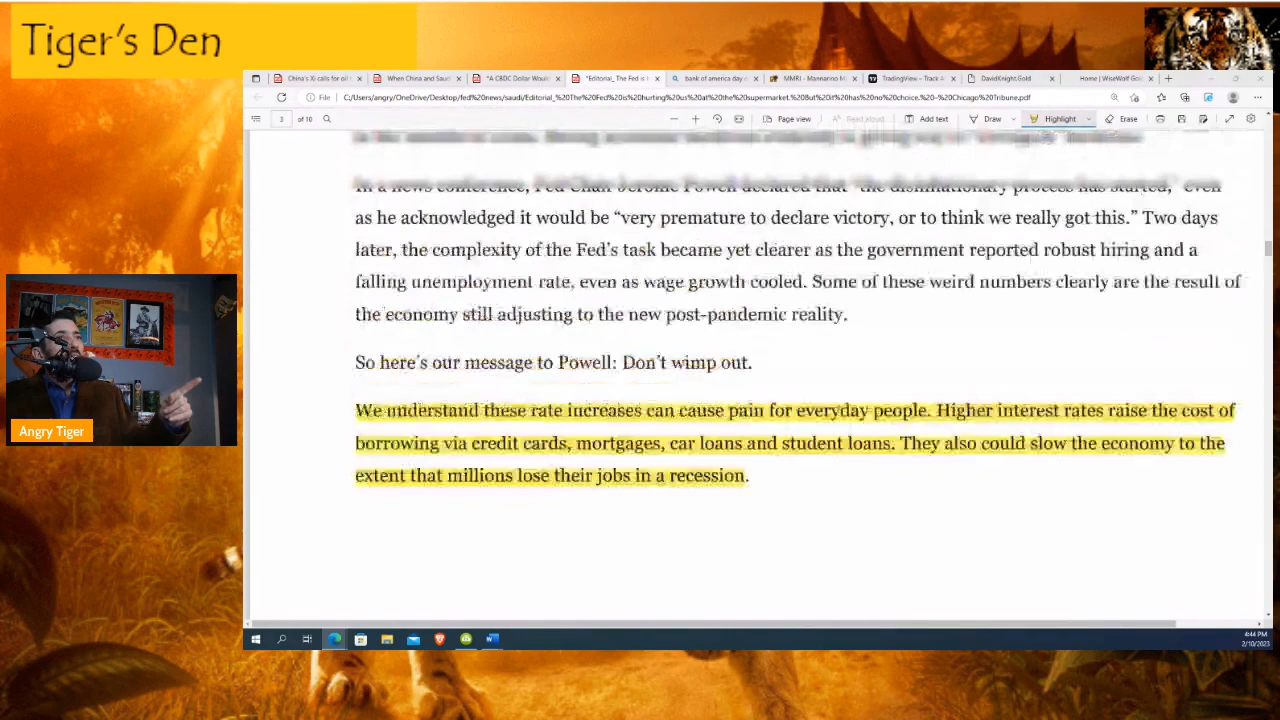 Tiger's Den
China's Xi calls for oil t
When China and Saudi
"A CBDC Dollar Would
"Editorial_ The Fed is h
bank of america day o
MMRI - Mannarino M
TradingView – Track A
DavidKnight.Gold
Home | WiseWolf Go
File
C:/Users/angry/OneDrive/Desktop/fed%20news/saudi/Editorial_%20The%20Fed%20is%20hurting%20us%20at%20the%20supermarket.%20But%20it%20has%20no%20choice.%20–%20Chicago%20Tribune.pdf
3 of 10
Page view
Read aloud
Add text
Draw
Highlight
Erase
In a news conference, Fed Chair Jerome Powell declared that "the disinflationary process has started," even
as he acknowledged it would be “very premature to declare victory, or to think we really got this.” Two days
later, the complexity of the Fed's task became yet clearer as the government reported robust hiring and a
falling unemployment rate, even as wage growth cooled. Some of these weird numbers clearly are the result of
the economy still adjusting to the new post-pandemic reality.
So here's our message to Powell: Don't wimp out.
We understand these rate increases can cause pain for everyday people. Higher interest rates raise the cost of
borrowing via credit cards, mortgages, car loans and student loans. They also could slow the economy to the
extent that millions lose their jobs in a recession.
Angry Tiger
4:44 PM
2/10/2023